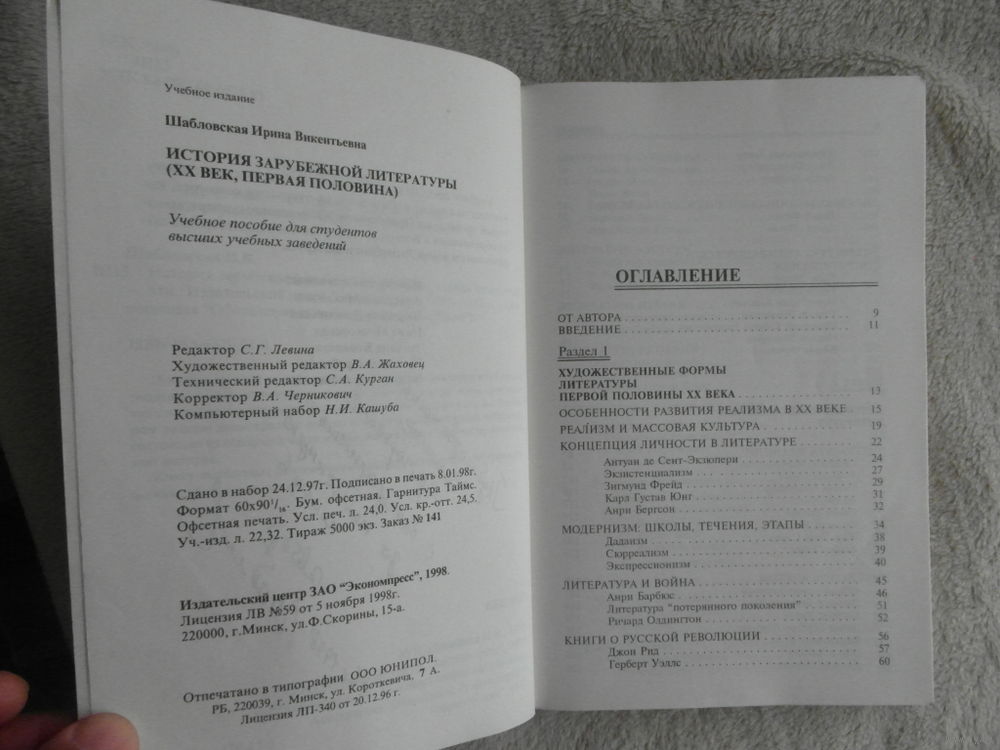 Учебное издание
Шабловская Ирина Викентьевна
ИСТОРИЯ ЗАРУБЕЖНОЙ ЛИТЕРАТУРЫ
(XX ВЕК, ПЕРВАЯ ПОЛОВИНА)
Учебное пособие для студентов
высших учебных заведений
Редактор С.Г. Левина
Художественный редактор В.А. Жаховец
Технический редактор С.А. Курган
Корректор В.А. Черникович
Компьютерный набор Н.И. Кашуба
Сдано в набор 24.12.97г. Подписано в печать 8.01.98г.
Формат 60х90 1/16. Бум. офсетная. Гарнитура Таймс.
Офсетная печать. Усл. печ. л. 24,0. Усл. кр.-отт. 24,5.
Уч.-изд. л. 22,32. Тираж 5000 экз. Заказ № 141
Издательский центр ЗАО “Экономпресс”, 1998.
Лицензия ЛВ №59 от 5 ноября 1998г.
220000, г.Минск, ул.Ф.Скорины, 15-а.
Отпечатано в типографии ООО ЮНИПОЛ.
РБ, 220039, г. Минск, ул. Короткевича, 7 А.
Лицензия ЛП-340 от 20.12.96 г.
ОГЛАВЛЕНИЕ
ОТ АВТОРА 9
ВВЕДЕНИЕ 11
Раздел 1
ХУДОЖЕСТВЕННЫЕ ФОРМЫ
ЛИТЕРАТУРЫ
ПЕРВОЙ ПОЛОВИНЫ XX ВЕКА 13
ОСОБЕННОСТИ РАЗВИТИЯ РЕАЛИЗМА В XX ВЕКЕ 15
РЕАЛИЗМ И МАССОВАЯ КУЛЬТУРА 19
КОНЦЕПЦИЯ ЛИЧНОСТИ В ЛИТЕРАТУРЕ 22
Антуан де Сент-Экзюпери 24
Экзистенциализм 27
Зигмунд Фрейд 29
Карл Густав Юнг 31
Анри Бергсон 32
МОДЕРНИЗМ: ШКОЛЫ, ТЕЧЕНИЯ, ЭТАПЫ 34
Дадаизм 38
Сюрреализм 39
Экспрессионизм 40
ЛИТЕРАТУРА И ВОЙНА 45
Анри Барбюс 46
Литература “потерянного поколения” 51
Ричард Олдингтон 52
КНИГИ О РУССКОЙ РЕВОЛЮЦИИ 56
Джон Рид 57
Герберт Уэллс 60